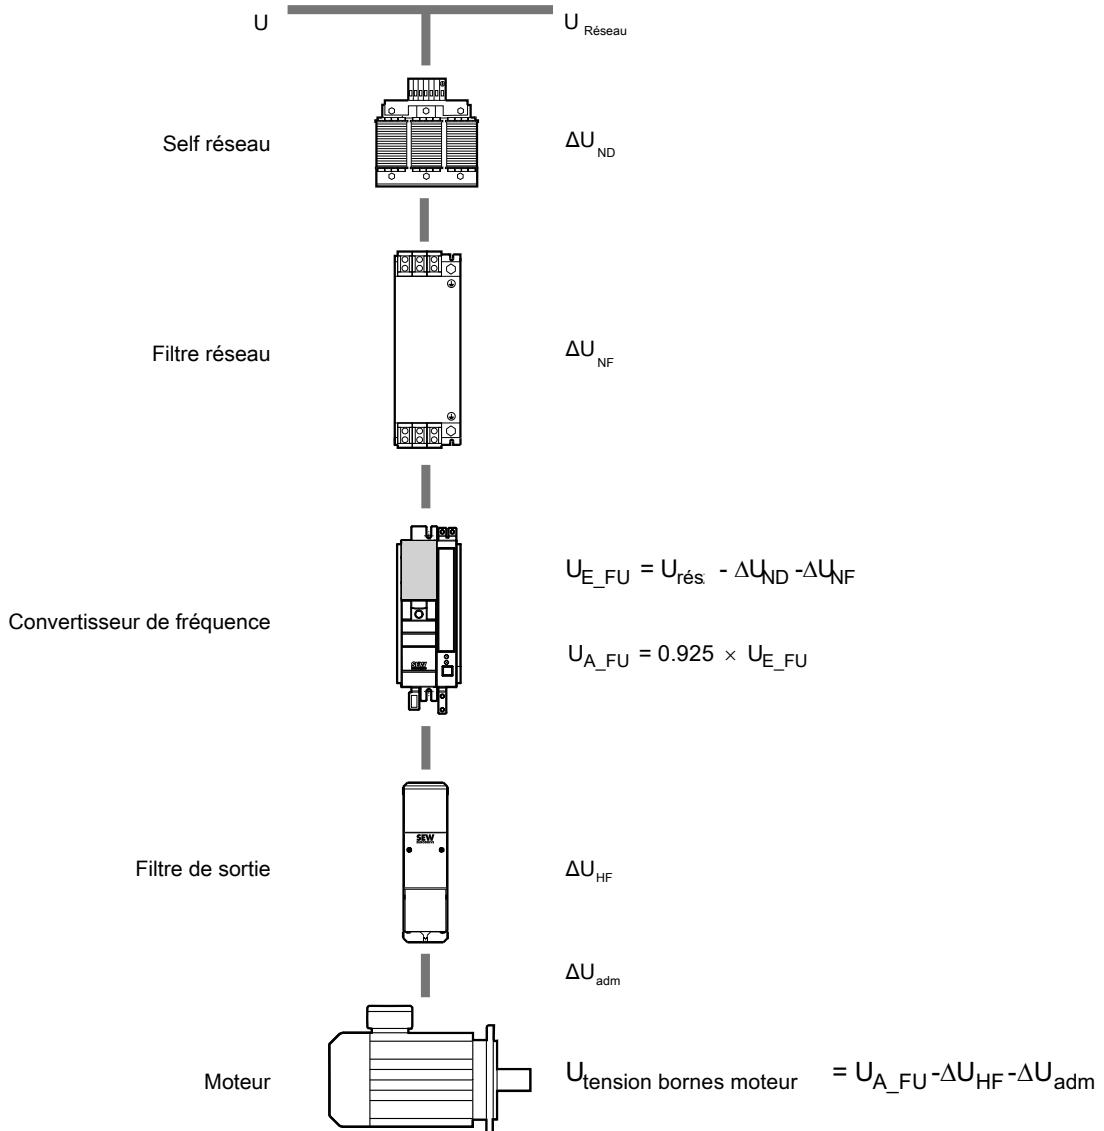 U U Réseau
Self réseau ΔU ND
Filtre réseau ΔU NF
U E_FU = U rés. - ΔU ND - ΔU NF
Convertisseur de fréquence
U A_FU = 0.925 × U E_FU
SEW
SEW
Filtre de sortie ΔU HF
ΔU adm
Moteur U tension bornes moteur = U A_FU - ΔU HF - ΔU adm